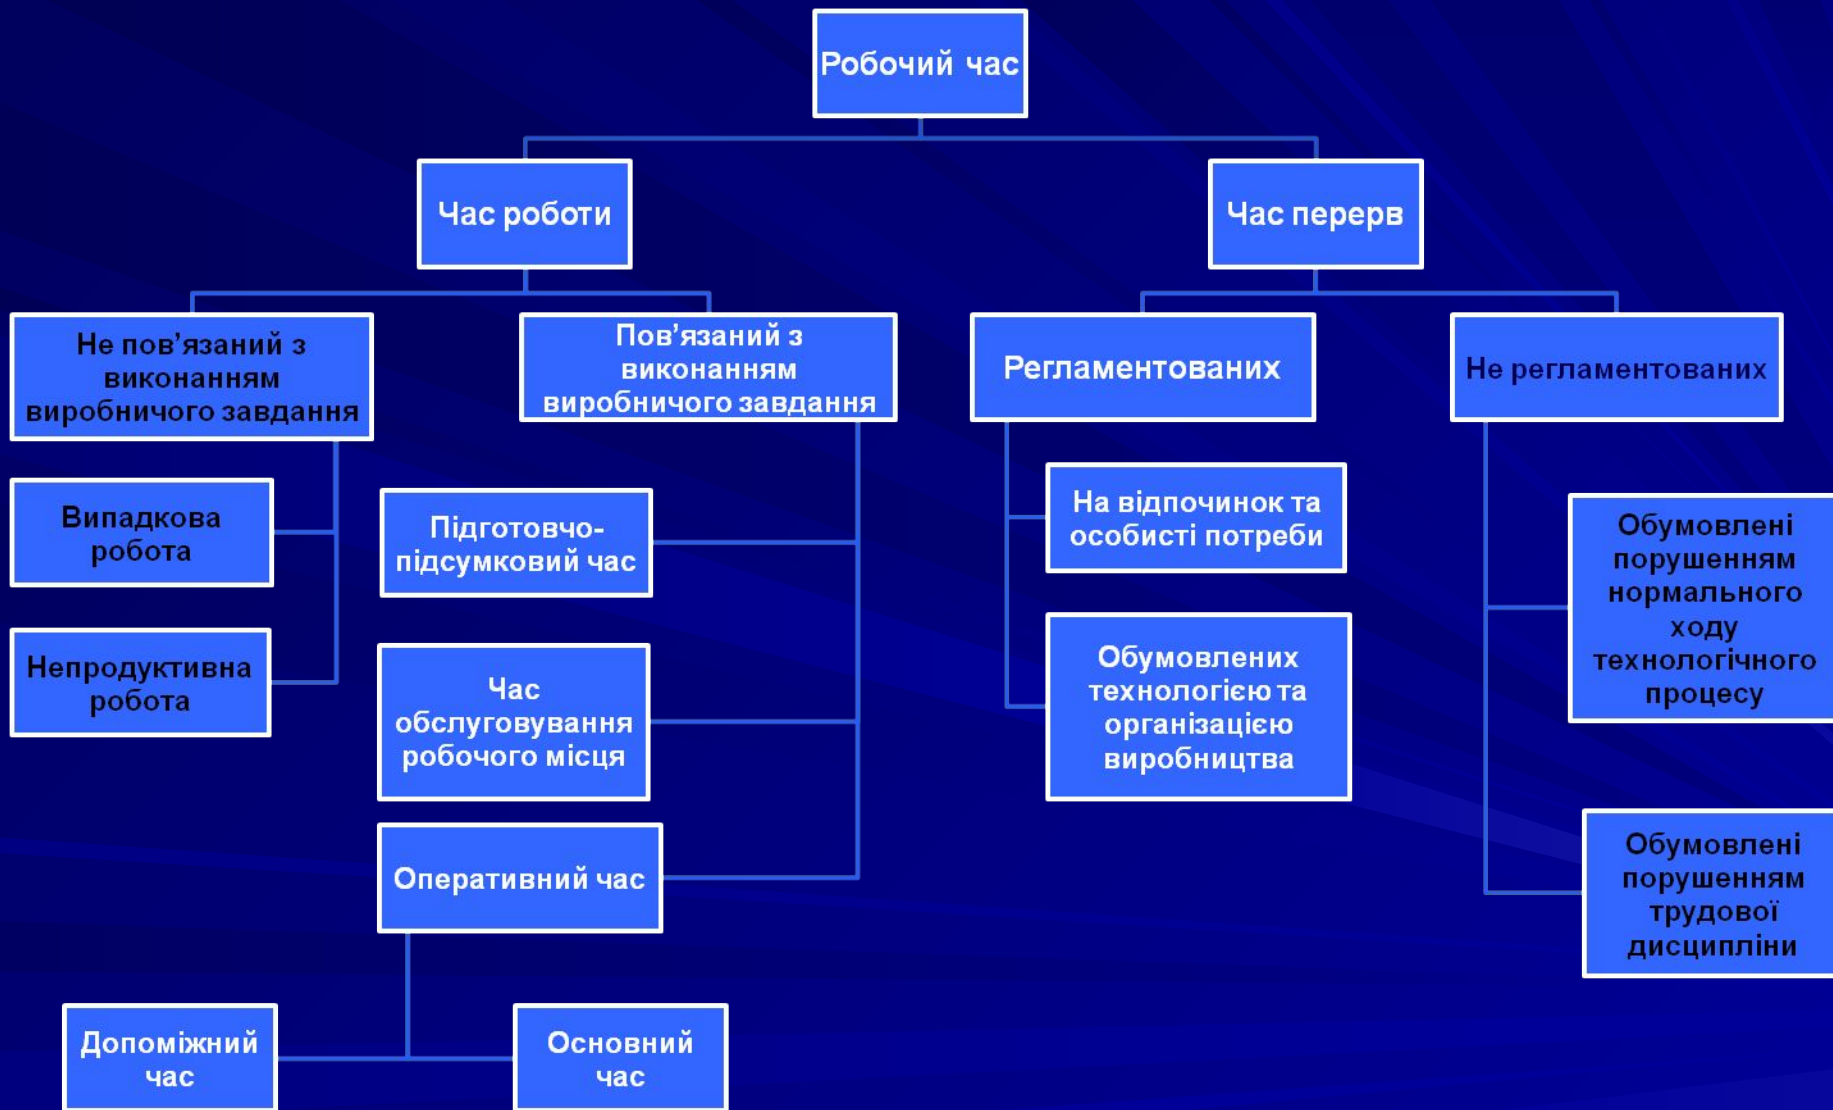 Робочий час
Час роботи
Час перерв
Не пов’язаний з
виконанням
виробничого завдання
Пов’язаний з
виконанням
виробничого завдання
Регламентованих
Не регламентованих
Випадкова
робота
Непродуктивна
робота
Підготовчо-
підсумковий час
Час
обслуговування
робочого місця
Оперативний час
Допоміжний
час
Основний
час
На відпочинок та
особисті потреби
Обумовлених
технологією та
організацією
виробництва
Обумовлені
порушенням
нормального
ходу
технологічного
процесу
Обумовлені
порушенням
трудової
дисципліни